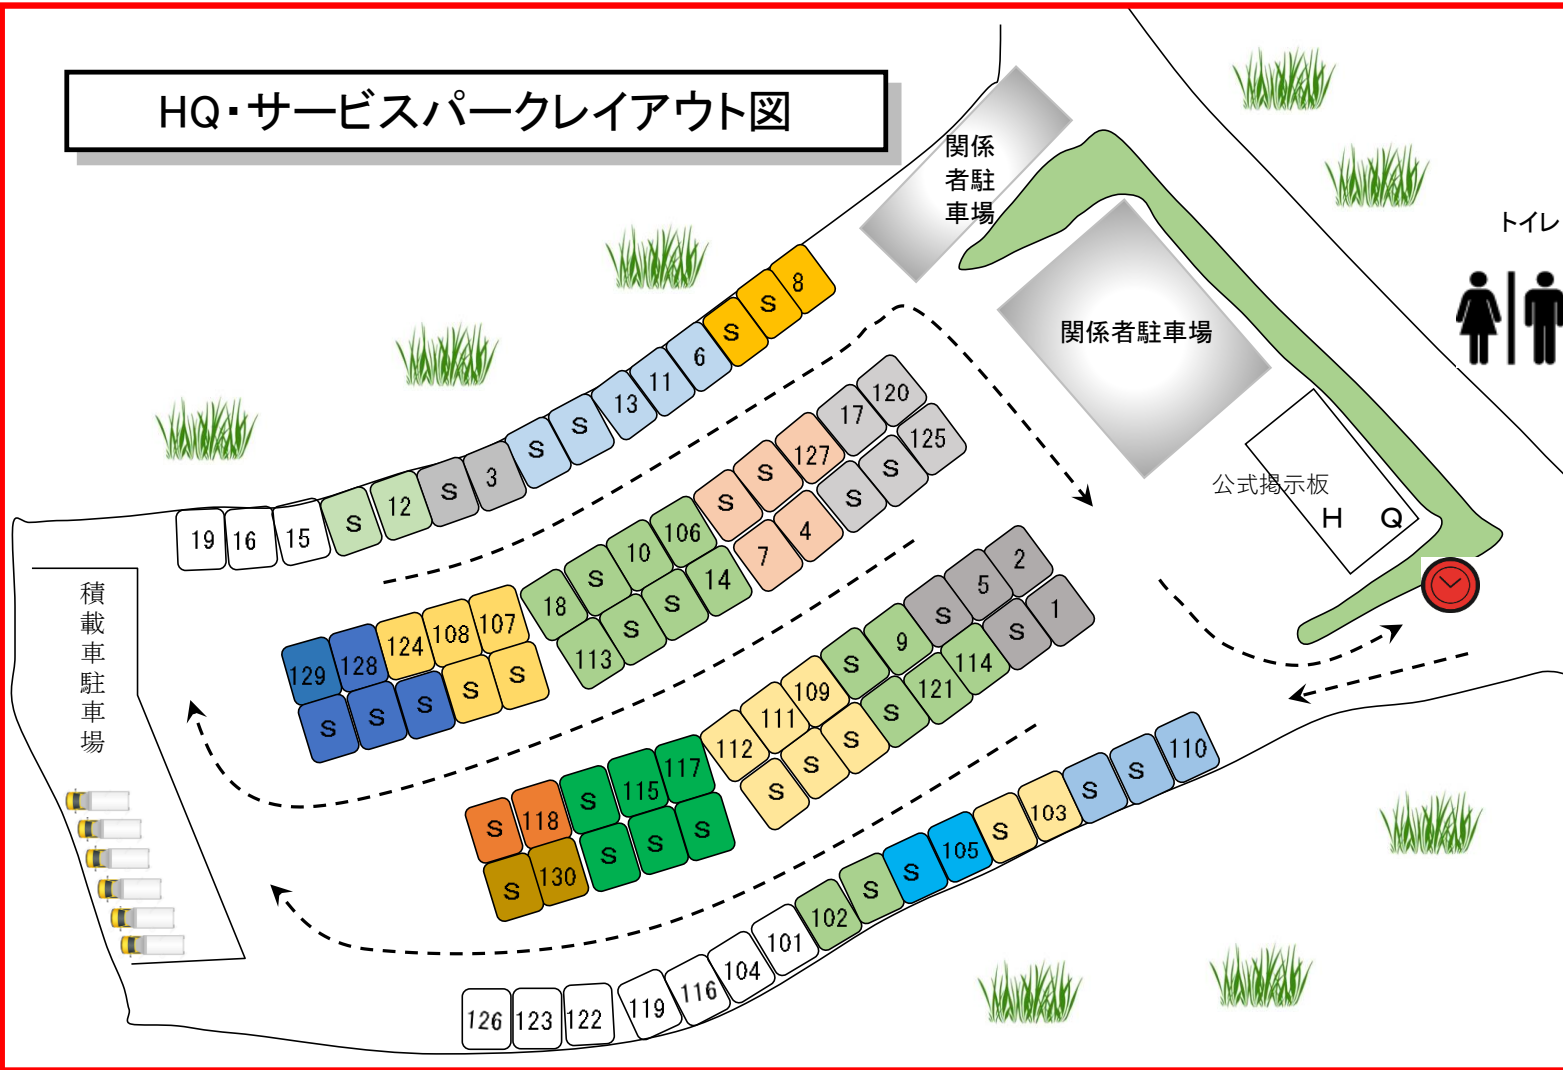 HQ・サービスパークレイアウト図
関係
者駐
車場
トイレ
関係者駐車場
公式掲示板
H Q
積載車駐車場
19 16 15 S 12 S 3 S S 13 11 6 S S 8
129 128 124 108 107 18 S 10 106 S S 127 17 120
S S S S S 113 S S 14 7 4 S S 125
S 118 S 115 117 112 111 109 S 9 S 5 2
S 130 S S S S S S S 121 114 S 1
126 123 122 119 116 104 101 102 S S 105 S 103 S S 110